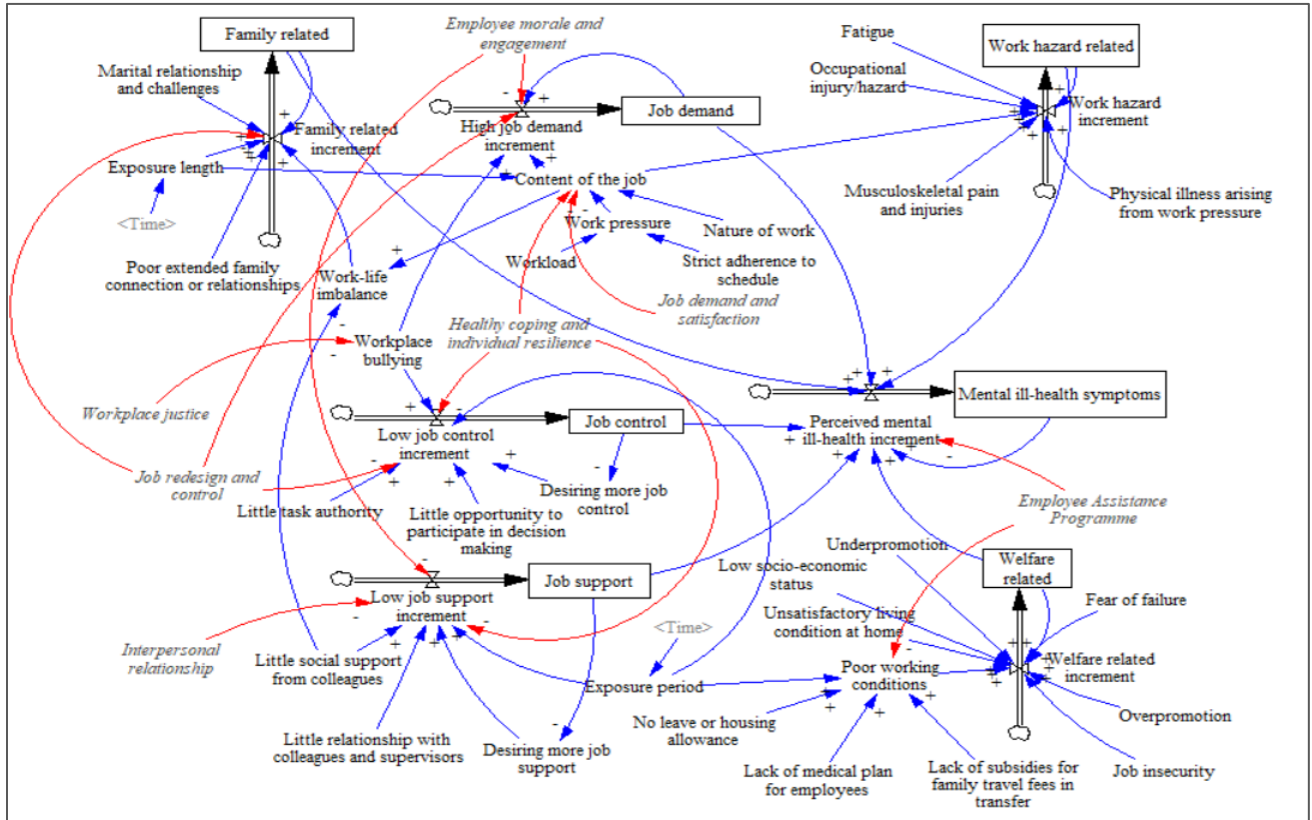 Family related
Employee morale and
engagement
Fatigue
Work hazard related
Marital relationship
and challenges
Occupational
injury/hazard
Job demand
Work hazard
increment
Family related
increment
High job demand
increment
Exposure length
Content of the job
Musculoskeletal pain
and injuries
Physical illness arising
from work pressure
<Time>
Work pressure
Nature of work
Workload
Strict adherence to
schedule
Poor extended family
connection or relationships
Work-life
imbalance
Job demand and
satisfaction
Healthy coping and
individual resilience
Workplace
bullying
Workplace justice
Mental ill-health symptoms
Job control
Perceived mental
ill-health increment
Low job control
increment
Job redesign and
control
Little task authority
Desiring more job
control
Little opportunity to
participate in decision
making
Employee Assistance
Programme
Underpromotion
Welfare
related
Low socio-economic
status
Job support
Low job support
increment
Unsatisfactory living
condition at home
Fear of failure
<Time>
Interpersonal
relationship
Little social support
from colleagues
Exposure period
Poor working
conditions
Welfare related
increment
No leave or housing
allowance
Overpromotion
Little relationship with
colleagues and supervisors
Desiring more job
support
Lack of medical plan
for employees
Lack of subsidies for
family travel fees in
transfer
Job insecurity